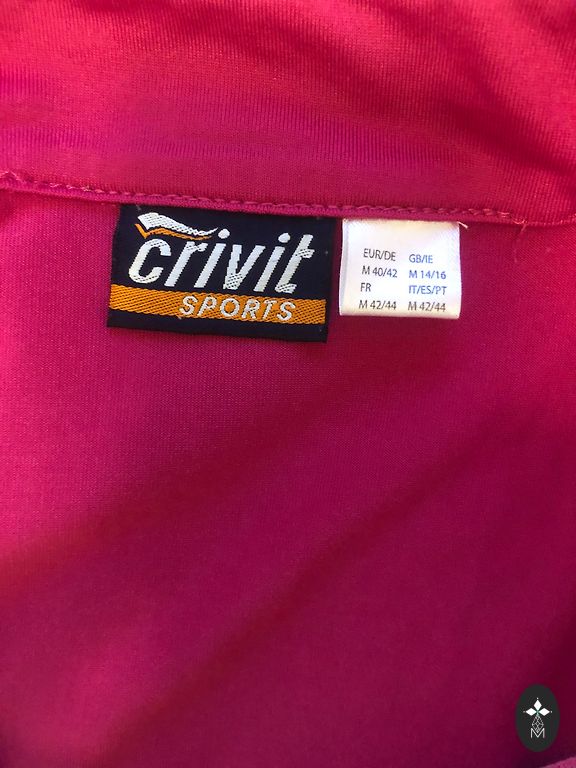 crivit
SPORTS
EUR/DE GB/IE
M 40/42 M 14/16
FR IT/ES/PT
M 42/44 M 42/44
M